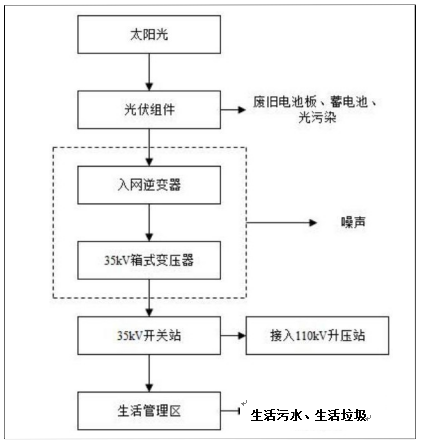 太阳光
光伏组件
废旧电池板、蓄电池、
光污染
入网逆变器
噪声
35kV箱式变压器
35kV开关站
接入110kV升压站
生活管理区
生活污水、生活垃圾